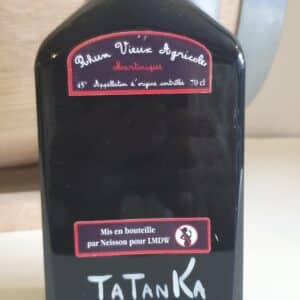 Rhum Vieux Agricole
Martinique
45° Appellation d'origine contrôlée 70 cl
Mis en bouteille
par Neisson pour LMDW
TATANKA